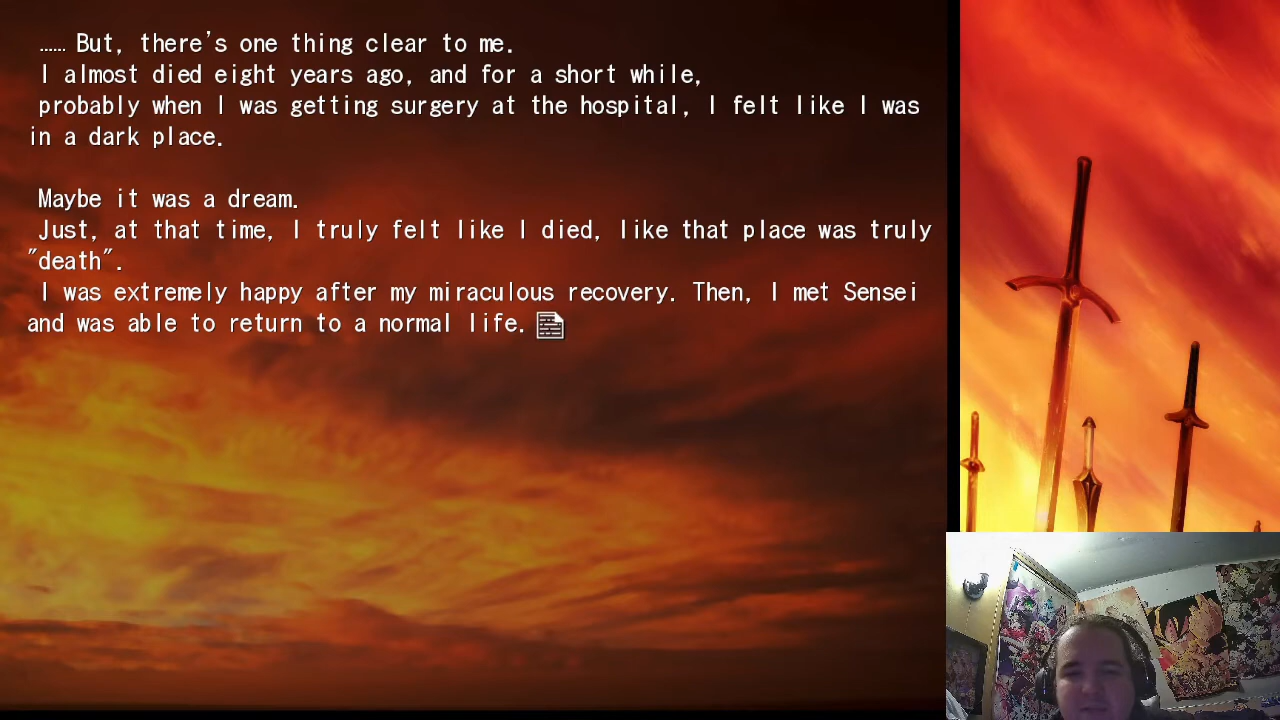 …… But, there's one thing clear to me.
I almost died eight years ago, and for a short while,
probably when I was getting surgery at the hospital, I felt like I was
in a dark place.
Maybe it was a dream.
Just, at that time, I truly felt like I died, like that place was truly
"death".
I was extremely happy after my miraculous recovery. Then, I met Sensei
and was able to return to a normal life.